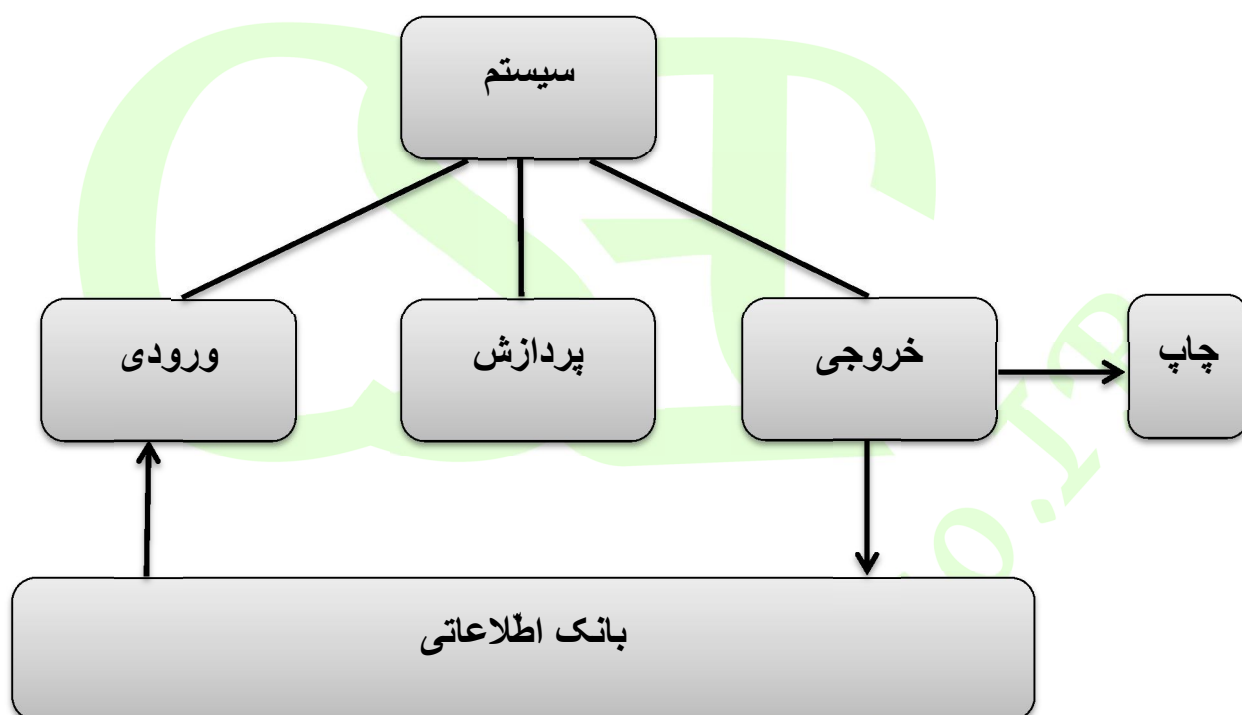 سیستم
خروجی
پردازش
ورودی
چاپ
بانک اطّلاعاتی